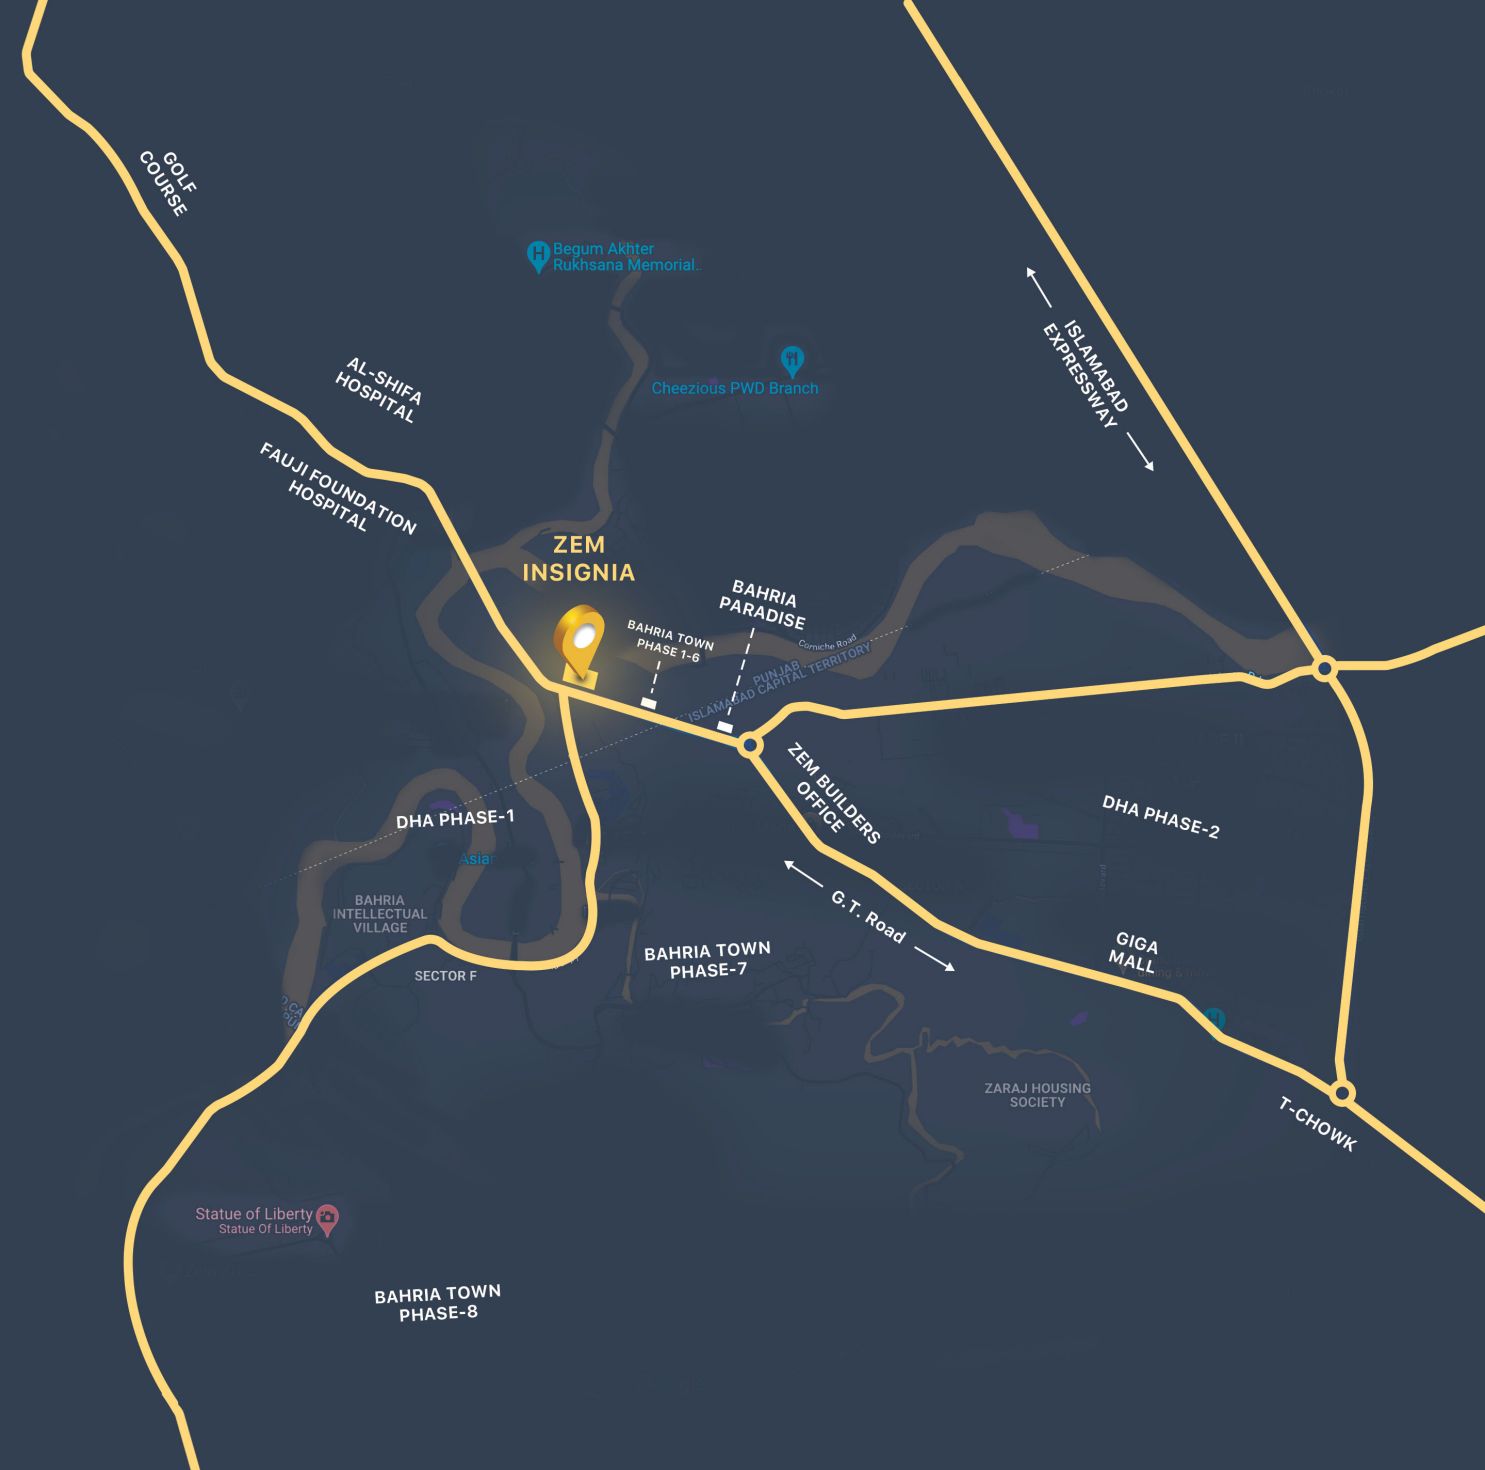 GOLF
COURSE
Begum Akhter
Rukhsana Memorial..
AL-SHIFA
HOSPITAL
Cheezious PWD Branch
ISLAMABAD
EXPRESSWAY
FAUJI FOUNDATION
HOSPITAL
ZEM
INSIGNIA
BAHRIA
PARADISE
BAHRIA TOWN
PHASE 1-6
Corniche Road
PUNJAB
ISLAMABAD CAPITAL TERRITORY
ZEM BUILDERS
OFFICE
DHA PHASE-1
DHA PHASE-2
Asian
BAHRIA
INTELLECTUAL
VILLAGE
G.T. Road
SECTOR F
BAHRIA TOWN
PHASE-7
GIGA
MALL
ZARAJ HOUSING
SOCIETY
T-CHOWK
Statue of Liberty
Statue Of Liberty
BAHRIA TOWN
PHASE-8